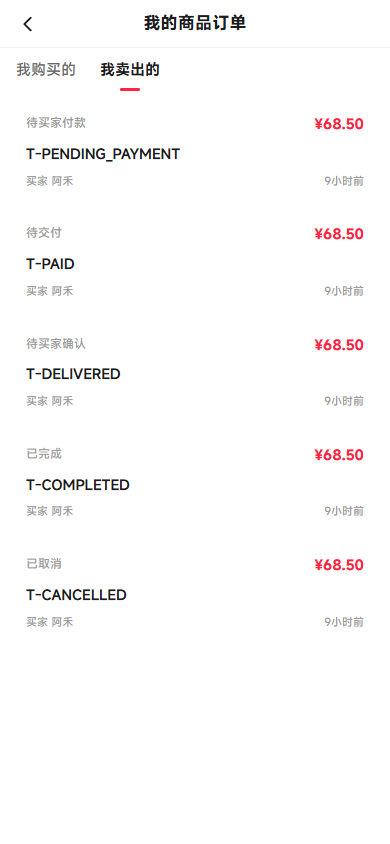 我的商品订单
我购买的 我卖出的
待买家付款 ¥68.50
T-PENDING_PAYMENT
买家 阿禾 9小时前
待交付 ¥68.50
T-PAID
买家 阿禾 9小时前
待买家确认 ¥68.50
T-DELIVERED
买家 阿禾 9小时前
已完成 ¥68.50
T-COMPLETED
买家 阿禾 9小时前
已取消 ¥68.50
T-CANCELLED
买家 阿禾 9小时前